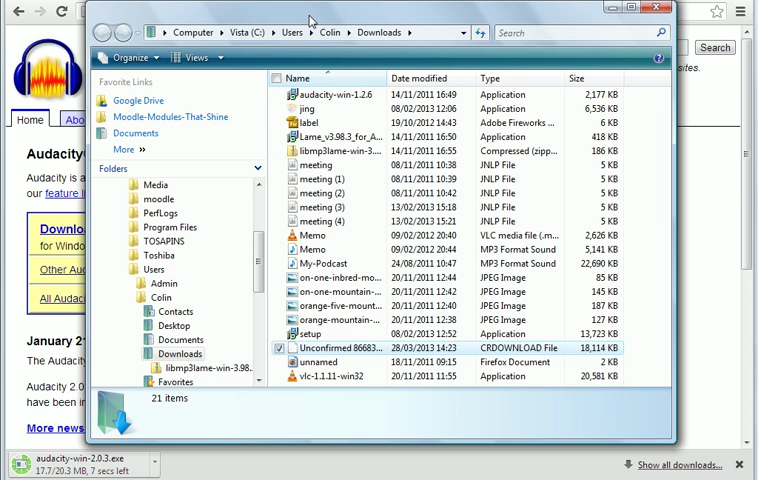 Computer Vista (C:) Users Colin Downloads
Search
Search
sites.
Organize Views
Home
Abo
Audacity
Audacity is a
our feature li
Downloa
for Windo
Other Aud
All Audac
January 2
The Audacity
Audacity 2.0
have been in
More news
Favorite Links
Google Drive
Moodle-Modules-That-Shine
Documents
More »
Folders
Media
moodle
PerfLogs
Program Files
TOSAPINS
Toshiba
Users
Admin
Colin
Contacts
Desktop
Documents
Downloads
libmp3lame-win-3.98...
Favorites
Name Date modified Type Size
audacity-win-1.2.6 14/11/2011 16:49 Application 2,177 KB
jing 08/02/2013 12:06 Application 6,536 KB
label 19/10/2012 14:43 Adobe Fireworks ... 6 KB
Lame_v3.98.3_for_A... 14/11/2011 16:50 Application 418 KB
libmp3lame-win-3.... 14/11/2011 16:55 Compressed (zipp... 186 KB
meeting 08/11/2011 10:38 JNLP File 5 KB
meeting (1) 08/11/2011 10:39 JNLP File 5 KB
meeting (2) 08/11/2011 10:42 JNLP File 5 KB
meeting (3) 13/02/2013 15:18 JNLP File 5 KB
meeting (4) 13/02/2013 15:21 JNLP File 5 KB
Memo 09/02/2012 20:40 VLC media file (.m... 2,626 KB
Memo 09/02/2012 20:44 MP3 Format Sound 5,141 KB
My-Podcast 24/08/2011 10:47 MP3 Format Sound 22,690 KB
on-one-inbred-mo... 20/11/2011 12:44 JPEG Image 85 KB
on-one-mountain-... 20/11/2011 12:42 JPEG Image 145 KB
orange-five-mount... 20/11/2011 12:40 JPEG Image 187 KB
orange-mountain-... 20/11/2011 12:38 JPEG Image 127 KB
setup 08/02/2013 12:52 Application 13,723 KB
Unconfirmed 86683... 28/03/2013 14:23 CRDOWNLOAD File 18,114 KB
unnamed 18/11/2011 09:15 Firefox Document 2 KB
vlc-1.1.11-win32 20/11/2011 11:55 Application 20,581 KB
21 items
audacity-win-2.0.3.exe
17.7/20.3 MB, 7 secs left
Show all downloads...